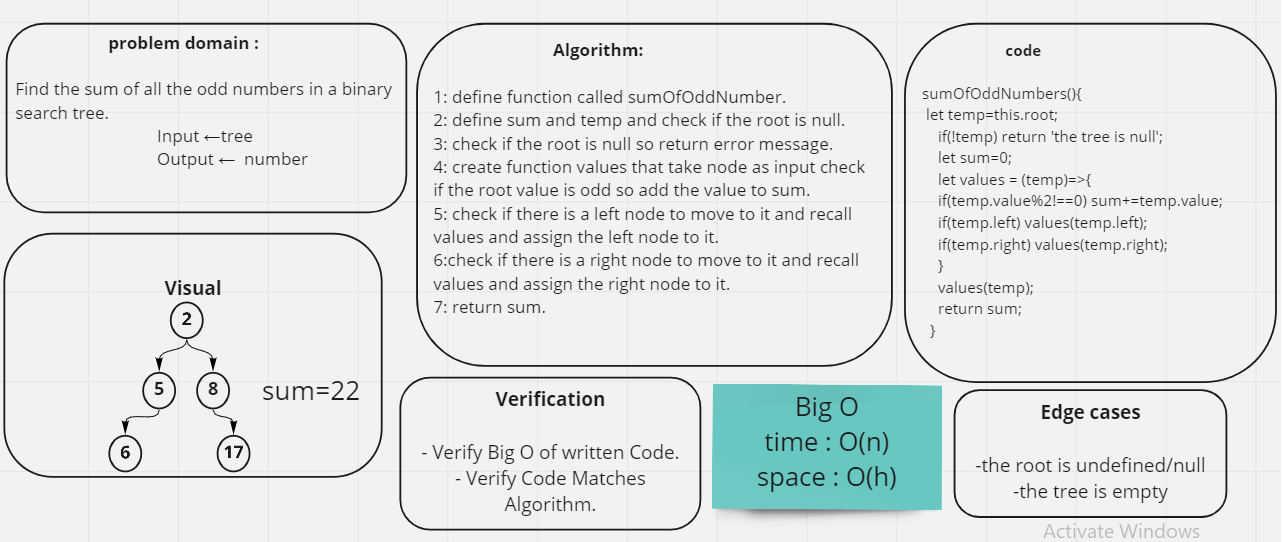 problem domain :
Find the sum of all the odd numbers in a binary
search tree.
Input ←tree
Output ← number
Visual
2
5
8
6
17
sum=22
Algorithm:
1: define function called sumOfOddNumber.
2: define sum and temp and check if the root is null.
3: check if the root is null so return error message.
4: create function values that take node as input check
if the root value is odd so add the value to sum.
5: check if there is a left node to move to it and recall
values and assign the left node to it.
6:check if there is a right node to move to it and recall
values and assign the right node to it.
7: return sum.
code
sumOfOddNumbers(){
let temp=this.root;
if(!temp) return 'the tree is null';
let sum=0;
let values = (temp)=>{
if(temp.value%2!==0) sum+=temp.value;
if(temp.left) values(temp.left);
if(temp.right) values(temp.right);
}
values(temp);
return sum;
}
Verification
- Verify Big O of written Code.
- Verify Code Matches
Algorithm.
Big O
time : O(n)
space : O(h)
Edge cases
-the root is undefined/null
-the tree is empty
Activate Windows